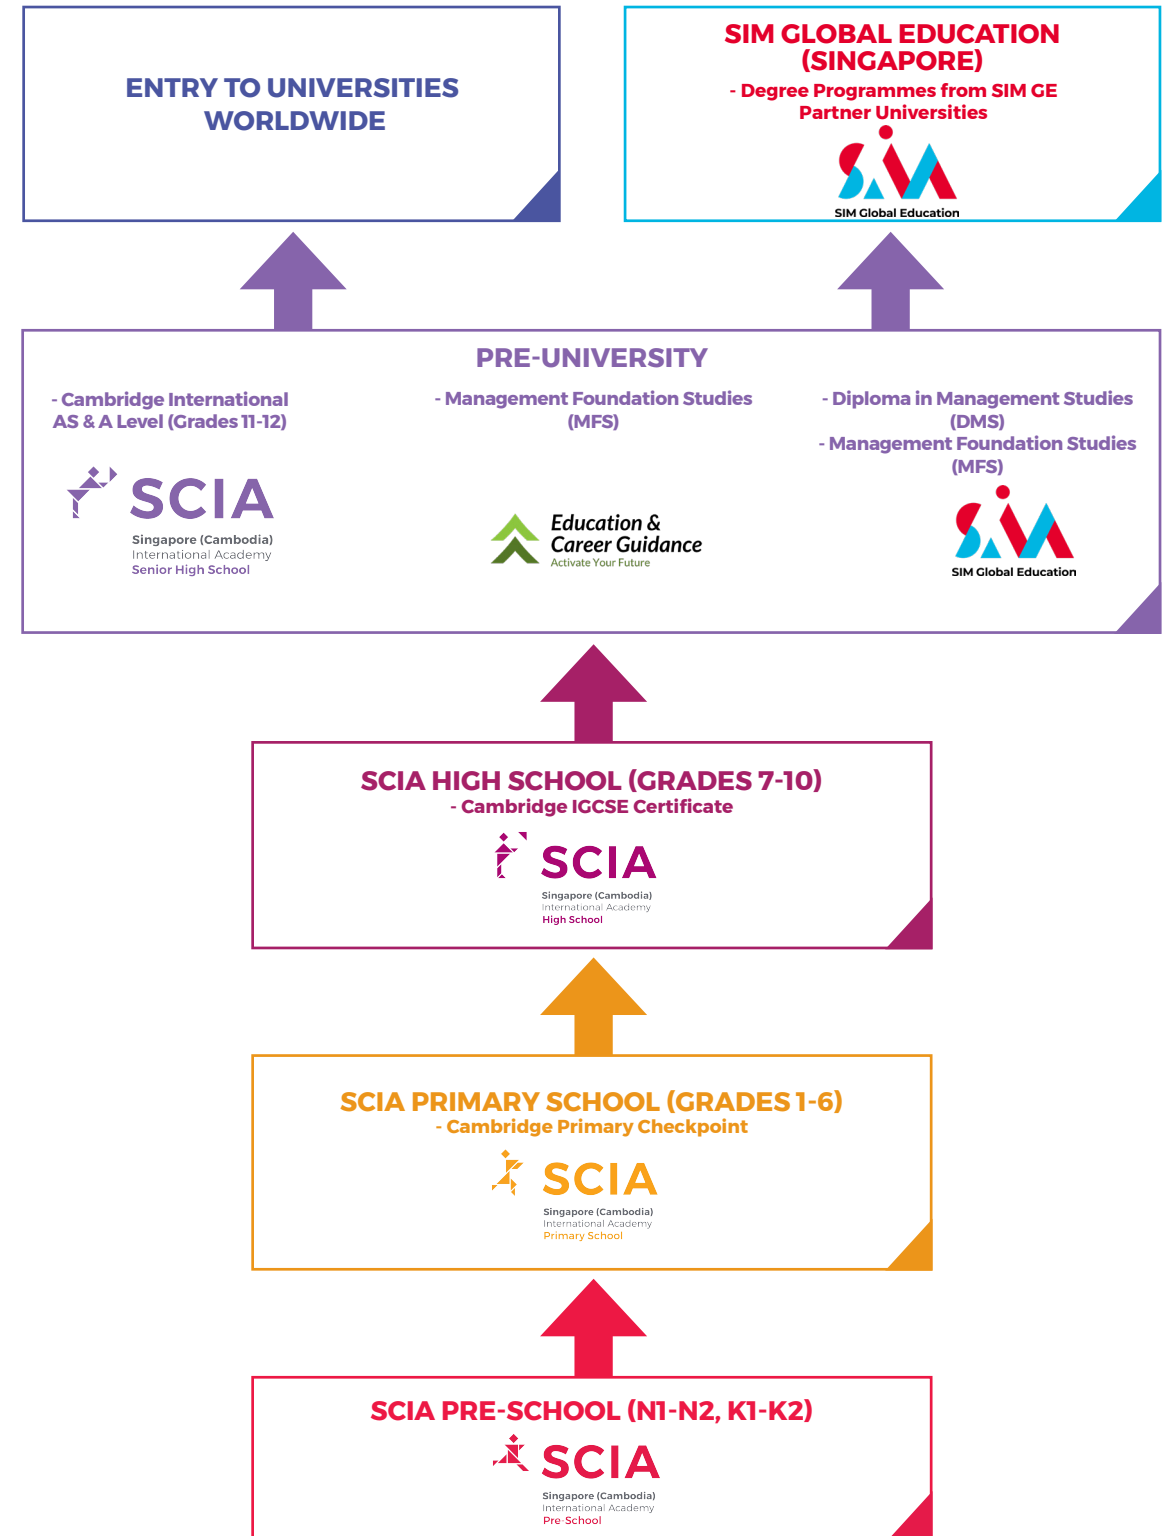 ENTRY TO UNIVERSITIES
WORLDWIDE
SIM GLOBAL EDUCATION
(SINGAPORE)
- Degree Programmes from SIM GE
Partner Universities
SIM
SIM Global Education
PRE-UNIVERSITY
- Cambridge International
AS & A Level (Grades 11-12)
SCIA
Singapore (Cambodia)
International Academy
Senior High School
- Management Foundation Studies
(MFS)
Education &
Career Guidance
Activate Your Future
- Diploma in Management Studies
(DMS)
- Management Foundation Studies
(MFS)
SIM
SIM Global Education
SCIA HIGH SCHOOL (GRADES 7-10)
- Cambridge IGCSE Certificate
SCIA
Singapore (Cambodia)
International Academy
High School
SCIA PRIMARY SCHOOL (GRADES 1-6)
- Cambridge Primary Checkpoint
SCIA
Singapore (Cambodia)
International Academy
Primary School
SCIA PRE-SCHOOL (N1-N2, K1-K2)
SCIA
Singapore (Cambodia)
International Academy
Pre-School